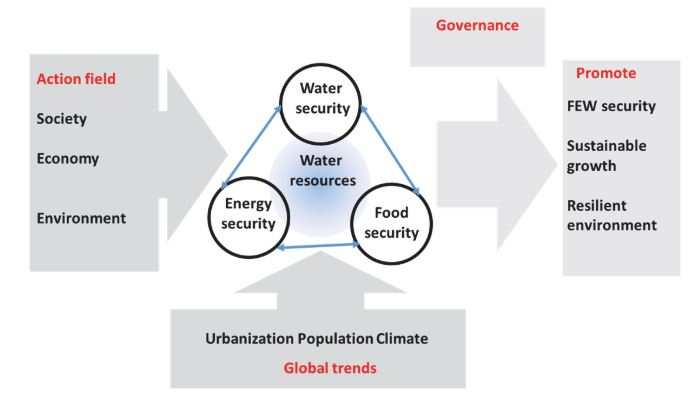 Governance
Action field
Society
Economy
Environment
Water
security
Water
resources
Energy
security
Food
security
Promote
FEW security
Sustainable
growth
Resilient
environment
Urbanization Population Climate
Global trends